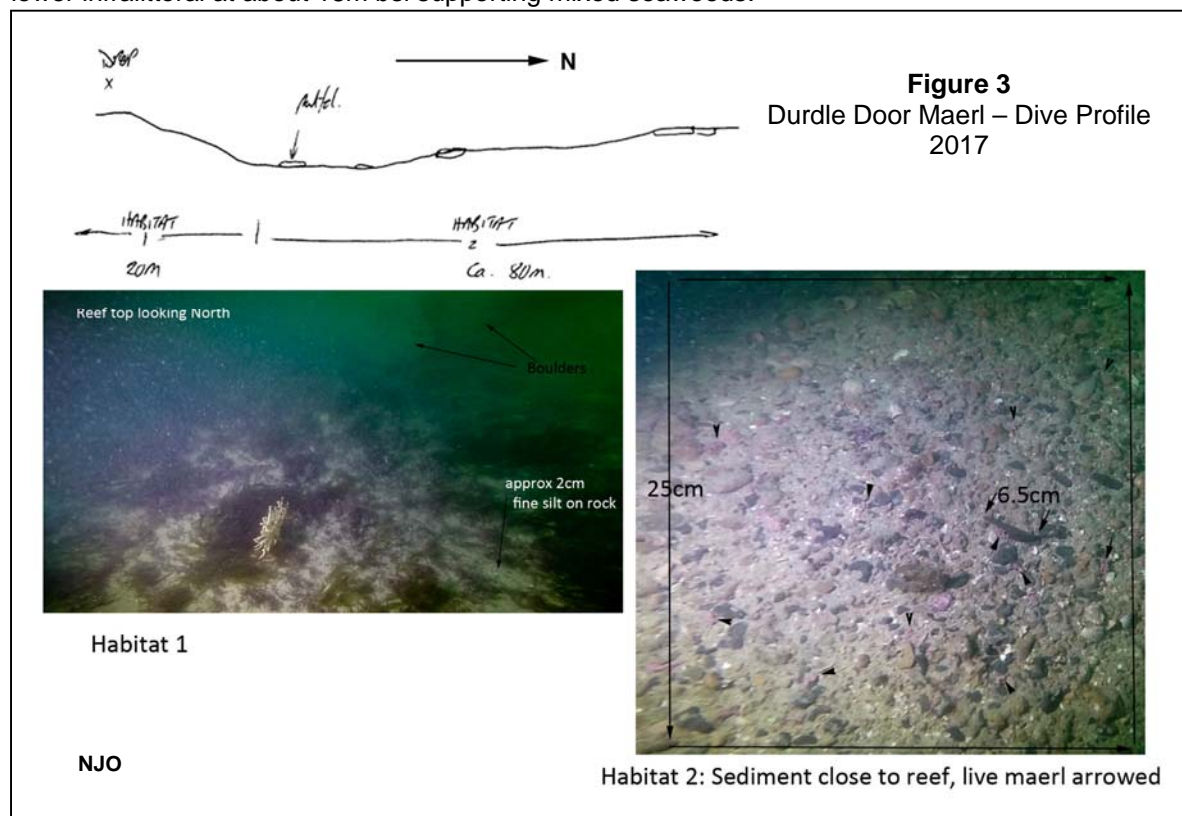 lower infralittoral at about 18m bcl supporting mixed seaweeds.
DROP
x
N
Figure 3
Durdle Door Maerl – Dive Profile
2017
HABITAT
1
20m
HABITAT
2
Ca. 80m.
Reef top looking North
Boulders
approx 2cm
fine silt on rock
Habitat 1
25cm
6.5cm
NJO
Habitat 2: Sediment close to reef, live maerl arrowed